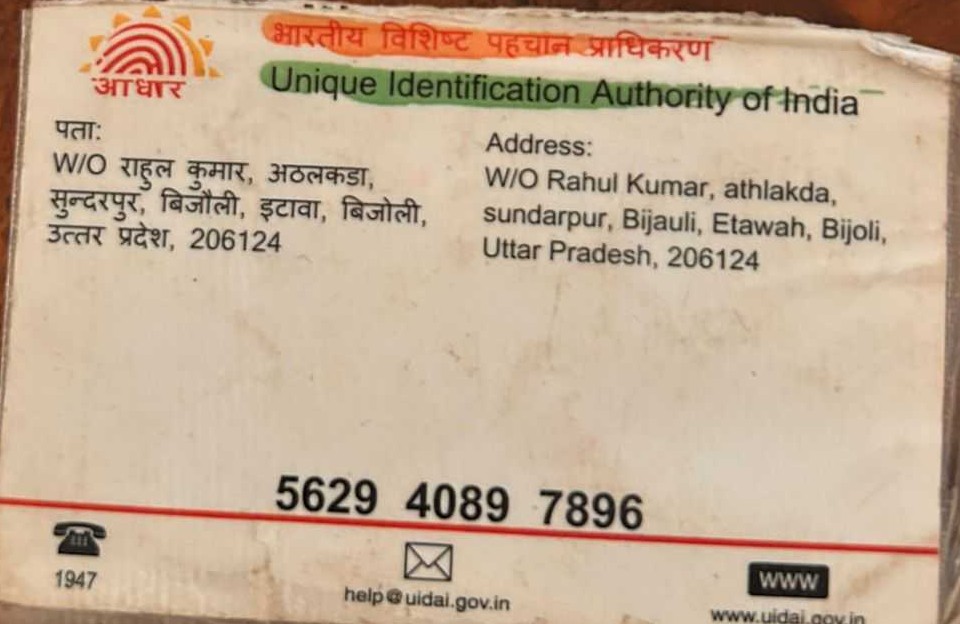 भारतीय विशिष्ट पहचान प्राधिकरण
आधार
Unique Identification Authority of India
पता:
W/O राहुल कुमार, अठलकडा,
सुन्दरपुर, बिजौली, इटावा, बिजोली,
उत्तर प्रदेश, 206124
Address:
W/O Rahul Kumar, athlakda,
sundarpur, Bijauli, Etawah, Bijoli,
Uttar Pradesh, 206124
5629 4089 7896
1947
help@uidai.gov.in
www
www.uidai.gov.in